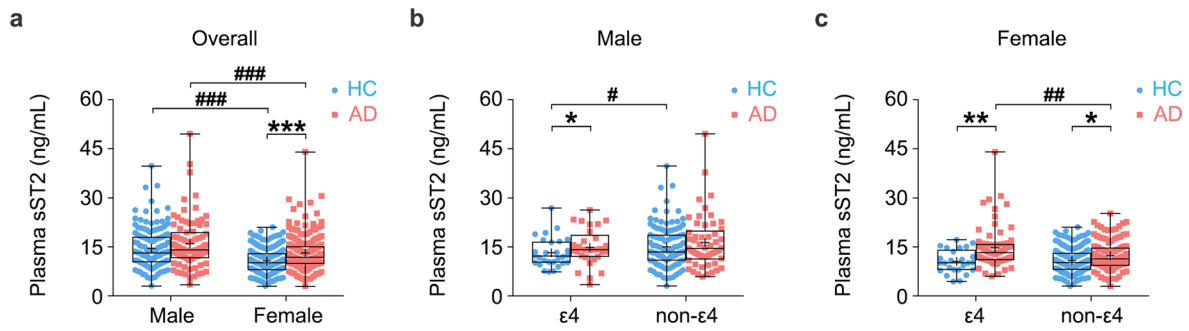 a
Overall
###
###
***
HC
AD
Plasma sST2 (ng/mL)
60
45
30
15
0
Male
Female
b
Male
#
*
HC
AD
Plasma sST2 (ng/mL)
60
45
30
15
0
ε4
non-ε4
c
Female
##
**
*
HC
AD
Plasma sST2 (ng/mL)
60
45
30
15
0
ε4
non-ε4